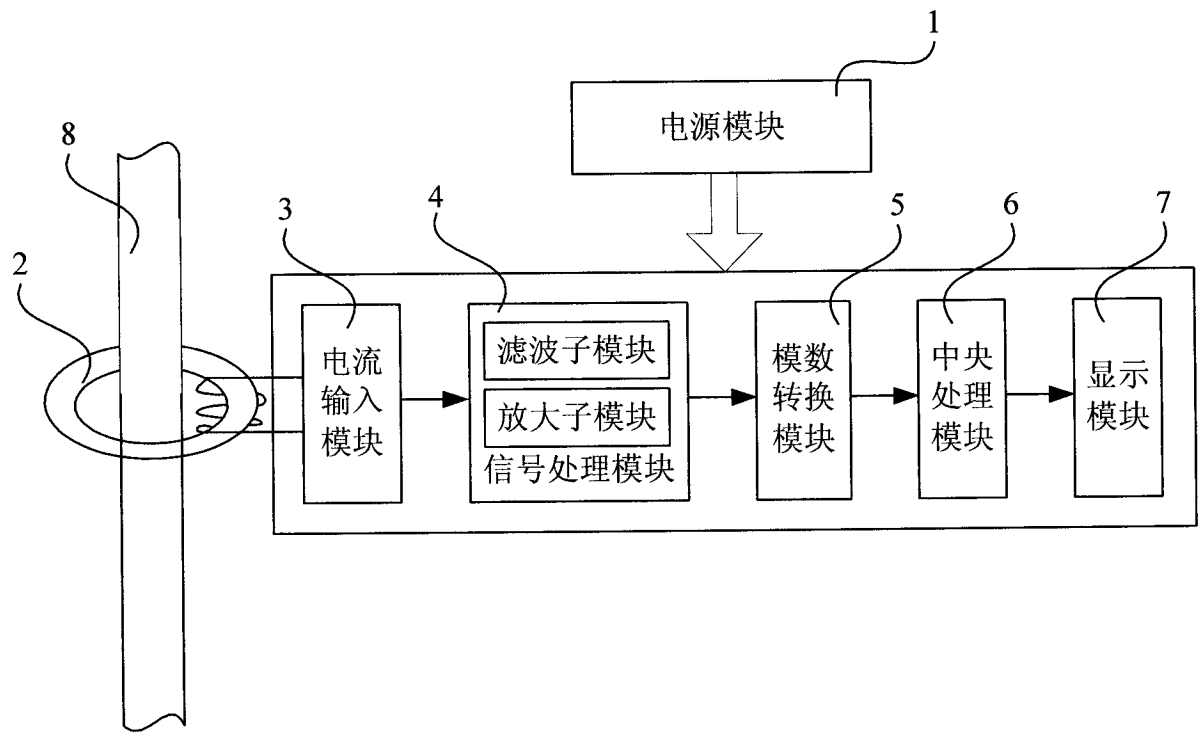 1
电源模块
8
2
3
4
5
6
7
电流
输入
模块
滤波子模块
放大子模块
信号处理模块
模数
转换
模块
中央
处理
模块
显示
模块